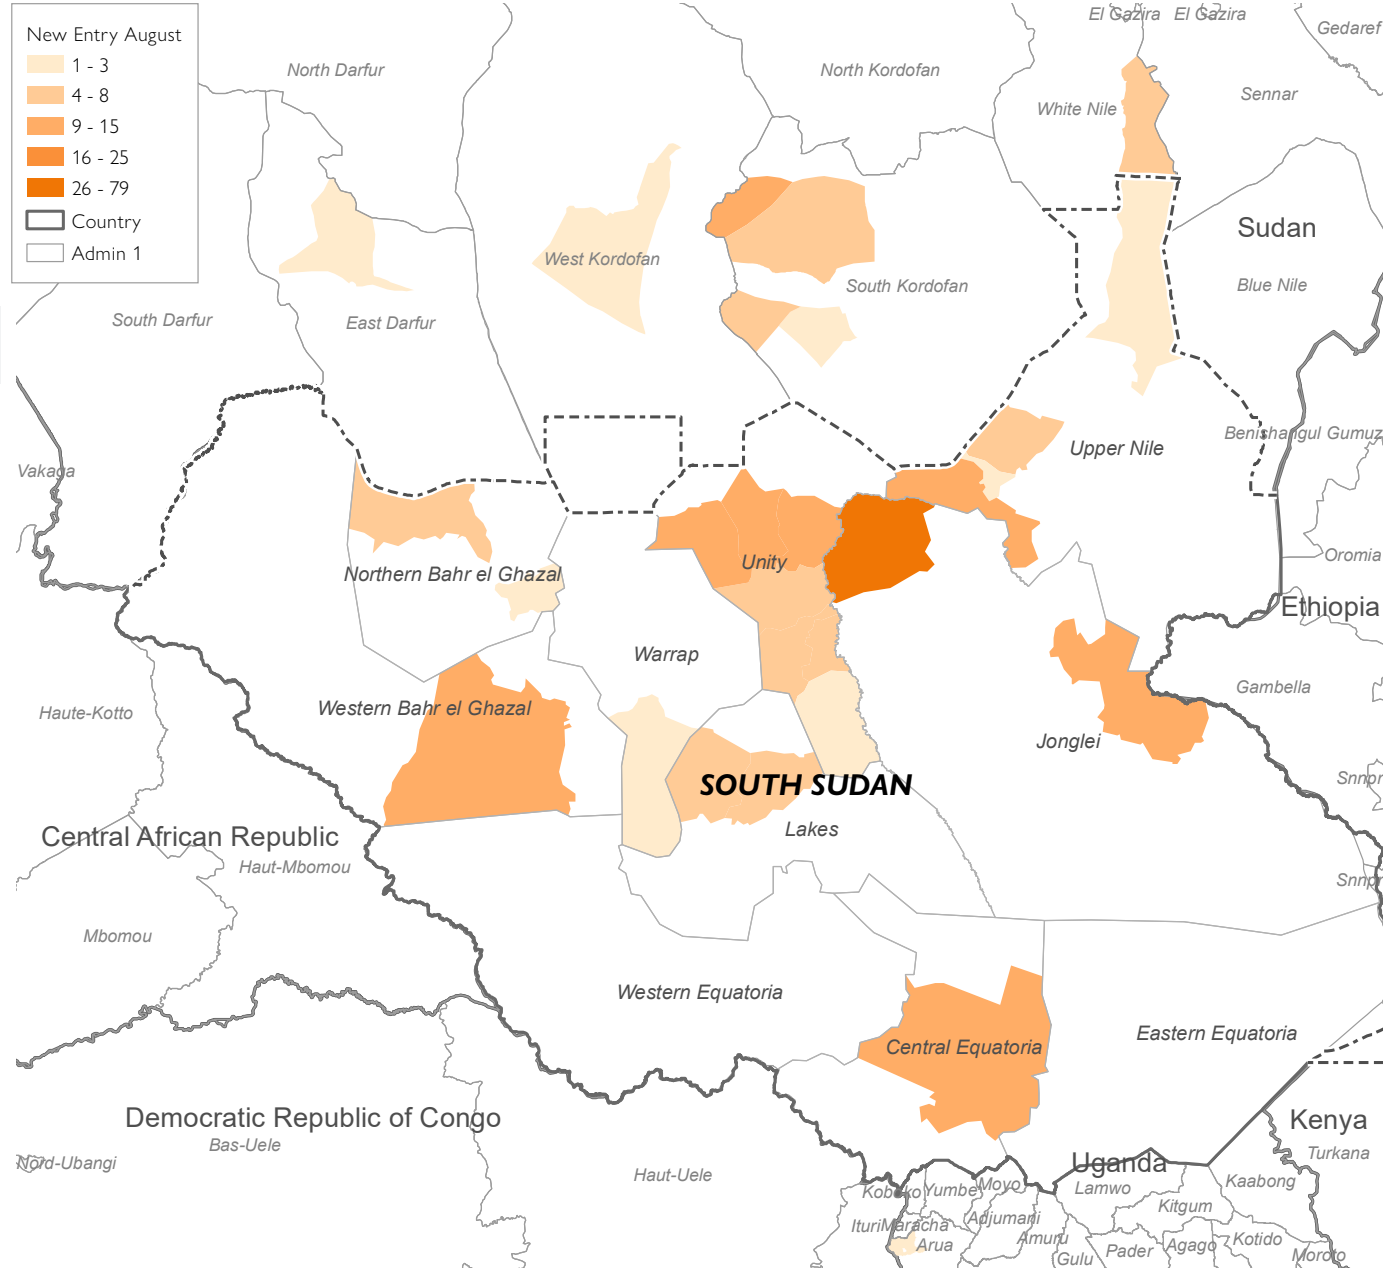 New Entry August
1 - 3
4 - 8
9 - 15
16 - 25
26 - 79
Country
Admin 1
El Gazira
El Gazira
Gedaref
North Darfur
North Kordofan
White Nile
Sennar
Sudan
West Kordofan
South Kordofan
Blue Nile
South Darfur
East Darfur
Benishangul Gumuz
Upper Nile
Vakaga
Oromia
Unity
Northern Bahr el Ghazal
Ethiopia
Warrap
Gambella
Western Bahr el Ghazal
Haute-Kotto
Jonglei
Snnpr
SOUTH SUDAN
Lakes
Central African Republic
Haut-Mbomou
Snnpr
Mbomou
Western Equatoria
Eastern Equatoria
Central Equatoria
Democratic Republic of Congo
Bas-Uele
Kenya
Turkana
Nord-Ubangi
Haut-Uele
Uganda
Koboko
Yumbe
Moyo
Lamwo
Kaabong
Kitgum
Ituri
Maracha
Adjumani
Arua
Amuru
Gulu
Pader
Agago
Kotido
Moroto